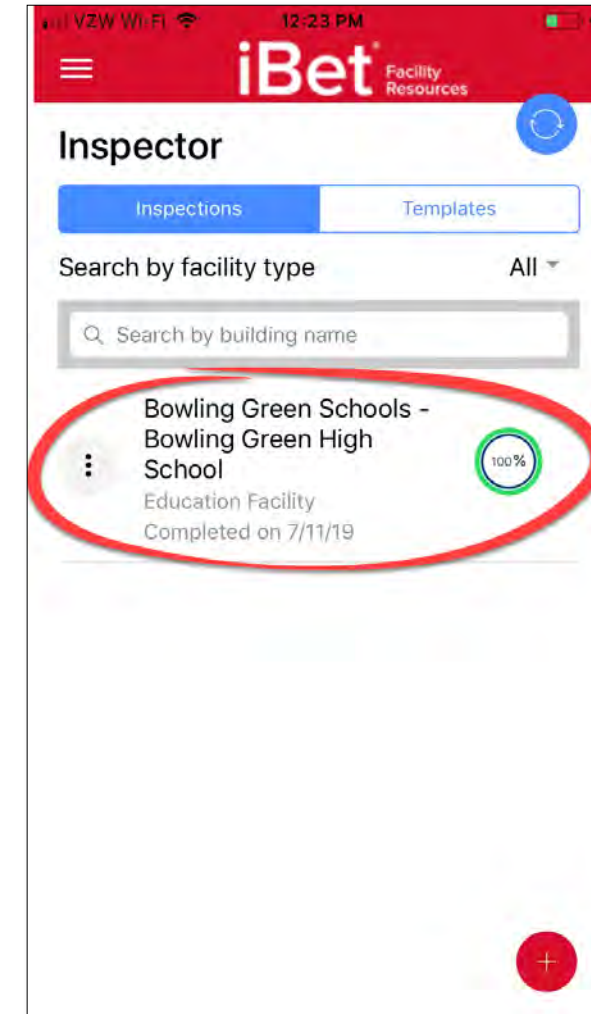 VZW Wi-Fi 12:23 PM
iBet Facility
Resources
Inspector
Inspections Templates
Search by facility type All
Search by building name
Bowling Green Schools -
Bowling Green High
School
100%
Education Facility
Completed on 7/11/19